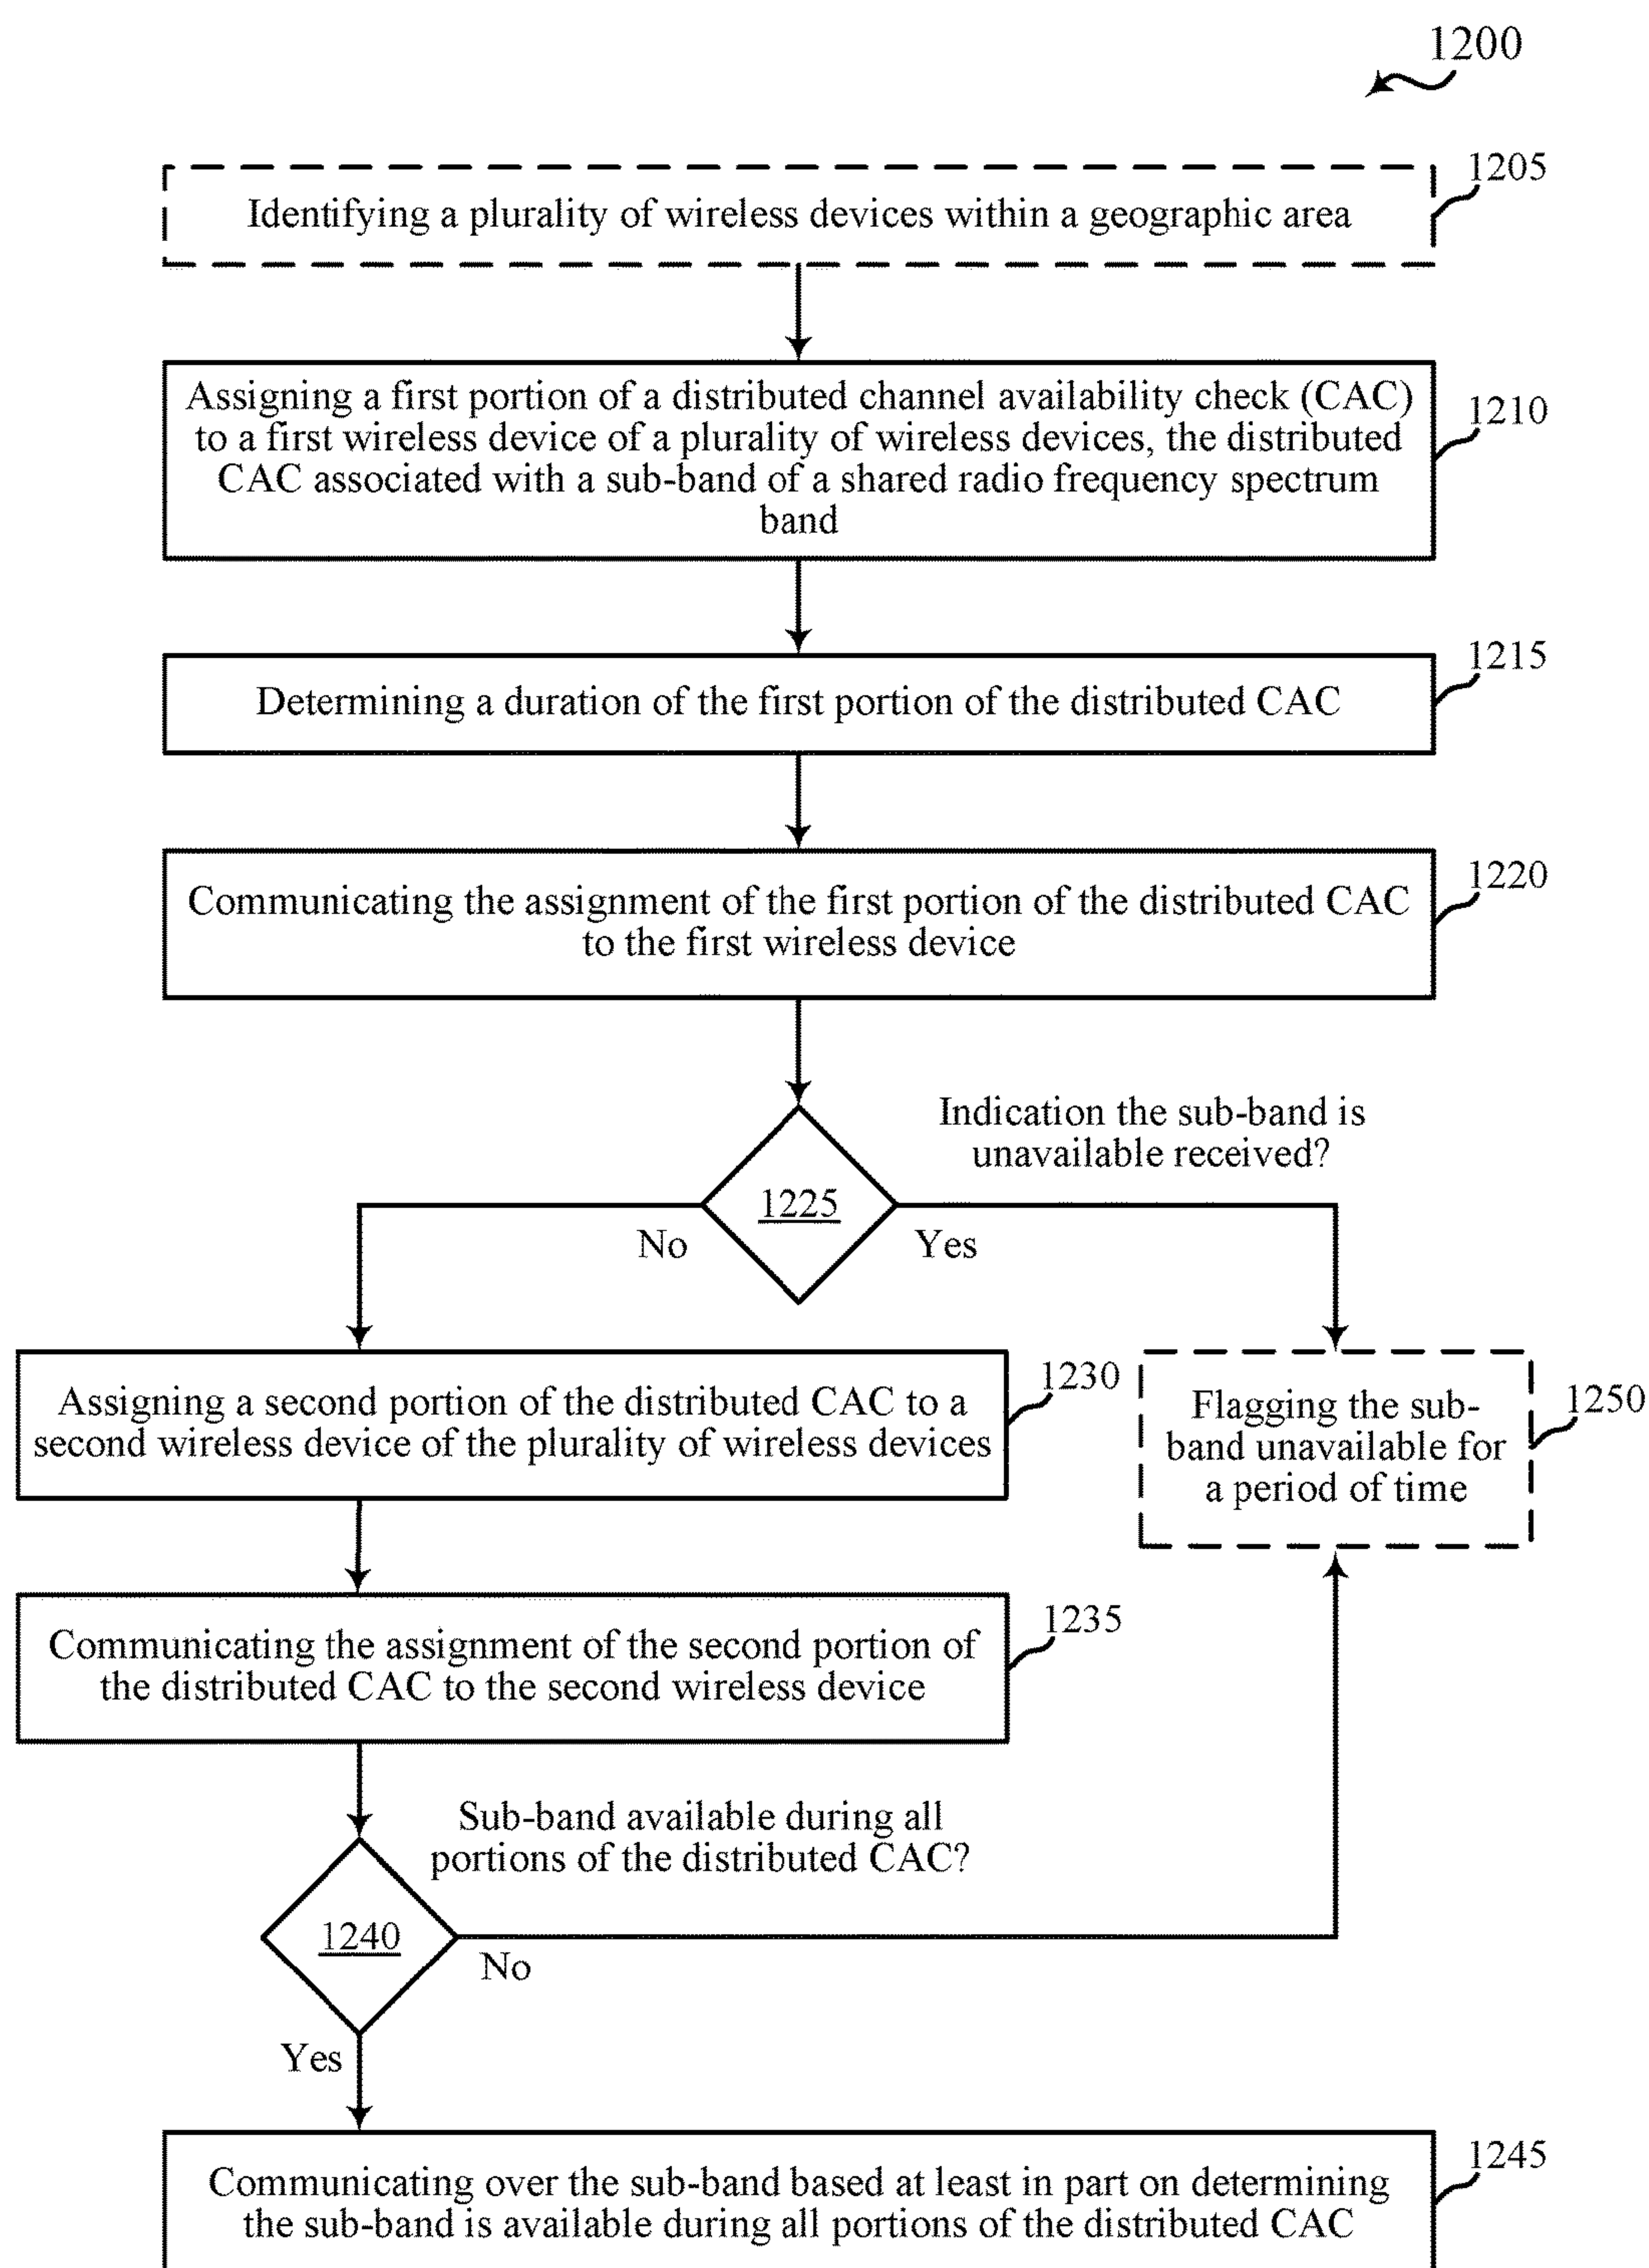 1200
1205
Identifying a plurality of wireless devices within a geographic area
Assigning a first portion of a distributed channel availability check (CAC)
to a first wireless device of a plurality of wireless devices, the distributed
CAC associated with a sub-band of a shared radio frequency spectrum
band
1210
1215
Determining a duration of the first portion of the distributed CAC
1220
Communicating the assignment of the first portion of the distributed CAC
to the first wireless device
Indication the sub-band is
unavailable received?
1225
No
Yes
1230
Assigning a second portion of the distributed CAC to a
second wireless device of the plurality of wireless devices
1250
Flagging the sub-
band unavailable for
a period of time
1235
Communicating the assignment of the second portion of
the distributed CAC to the second wireless device
Sub-band available during all
portions of the distributed CAC?
1240
No
Yes
1245
Communicating over the sub-band based at least in part on determining
the sub-band is available during all portions of the distributed CAC